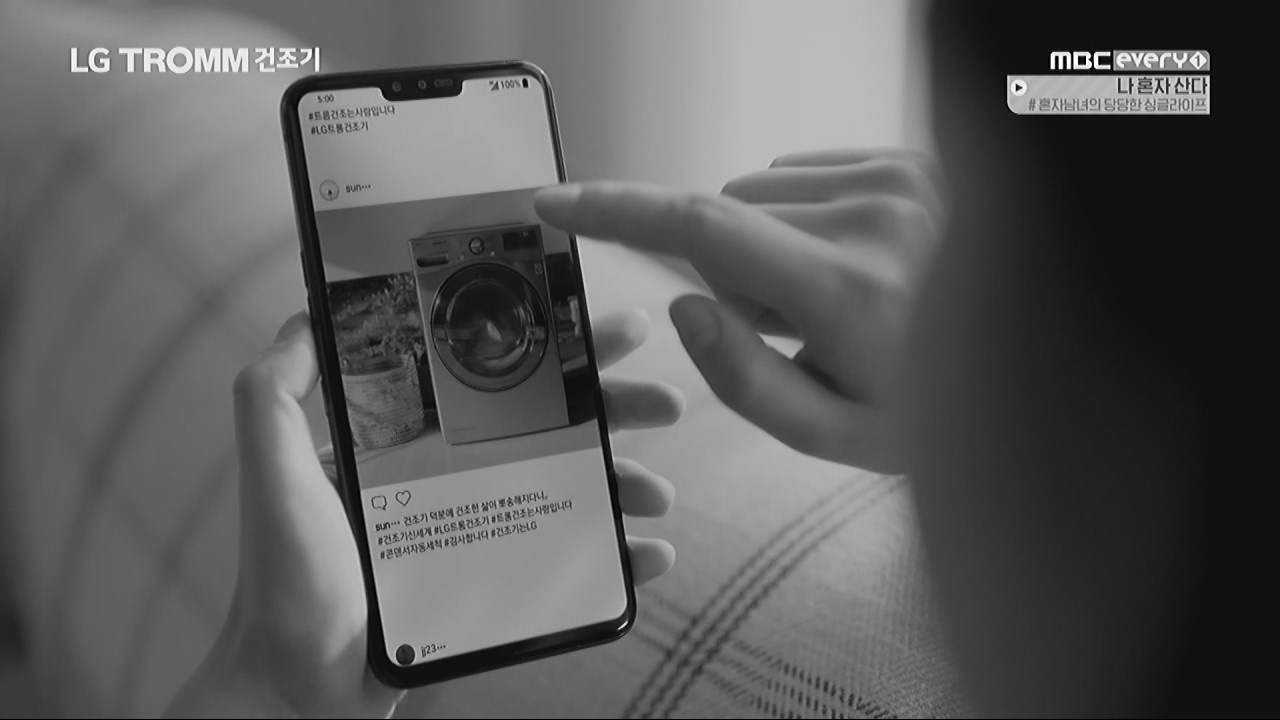 LG TROMM 건조기
MBC every1
나 혼자 산다
# 혼자남녀의 당당한 싱글라이프
5:00
100%
#트롬건조는사랑입니다
#LG트롬건조기
sun···
sun··· 건조기 덕분에 건조한 삶이 뽀송해지다니,
#건조기신세계 #LG트롬건조기 #트롬건조는사랑입니다
#콘덴서자동세척 #감사합니다 #건조기는LG
jj23···